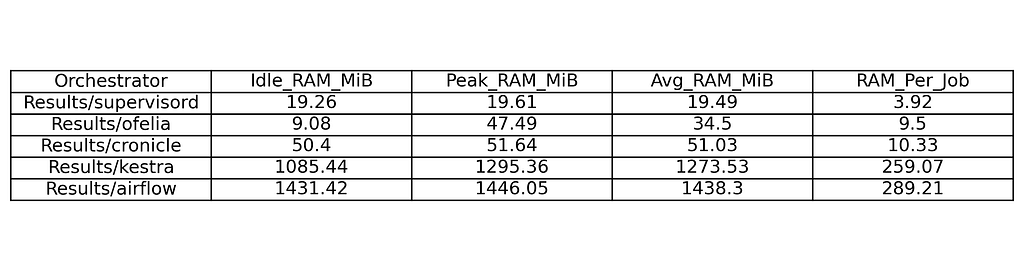 Orchestrator Idle_RAM_MiB Peak_RAM_MiB Avg_RAM_MiB RAM_Per_Job
Results/supervisord 19.26 19.61 19.49 3.92
Results/ofelia 9.08 47.49 34.5 9.5
Results/cronicle 50.4 51.64 51.03 10.33
Results/kestra 1085.44 1295.36 1273.53 259.07
Results/airflow 1431.42 1446.05 1438.3 289.21